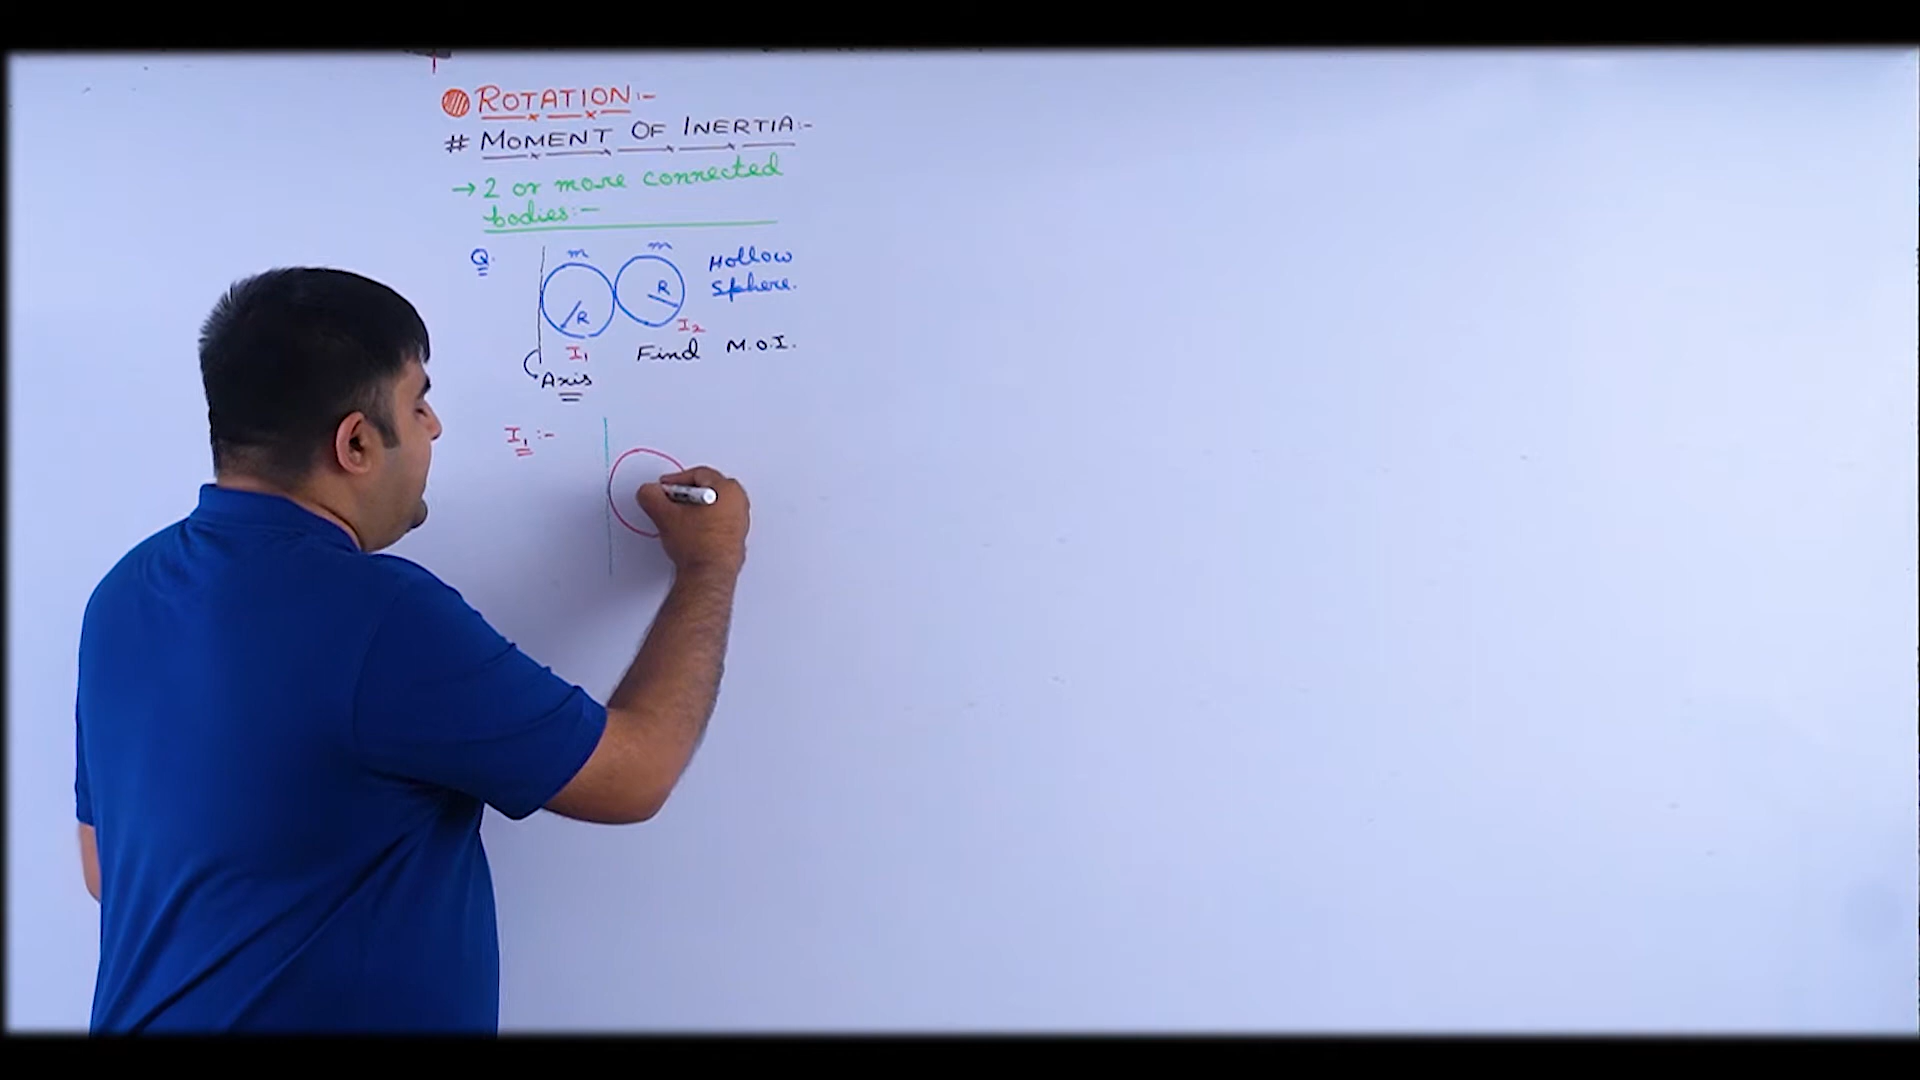 ROTATION:-
# MOMENT OF INERTIA:-
→ 2 or more connected
bodies:-
Q.
m
m
Hollow
Sphere.
R
R
I₁
I₂
Find M.O.I.
Axis
I₁:-